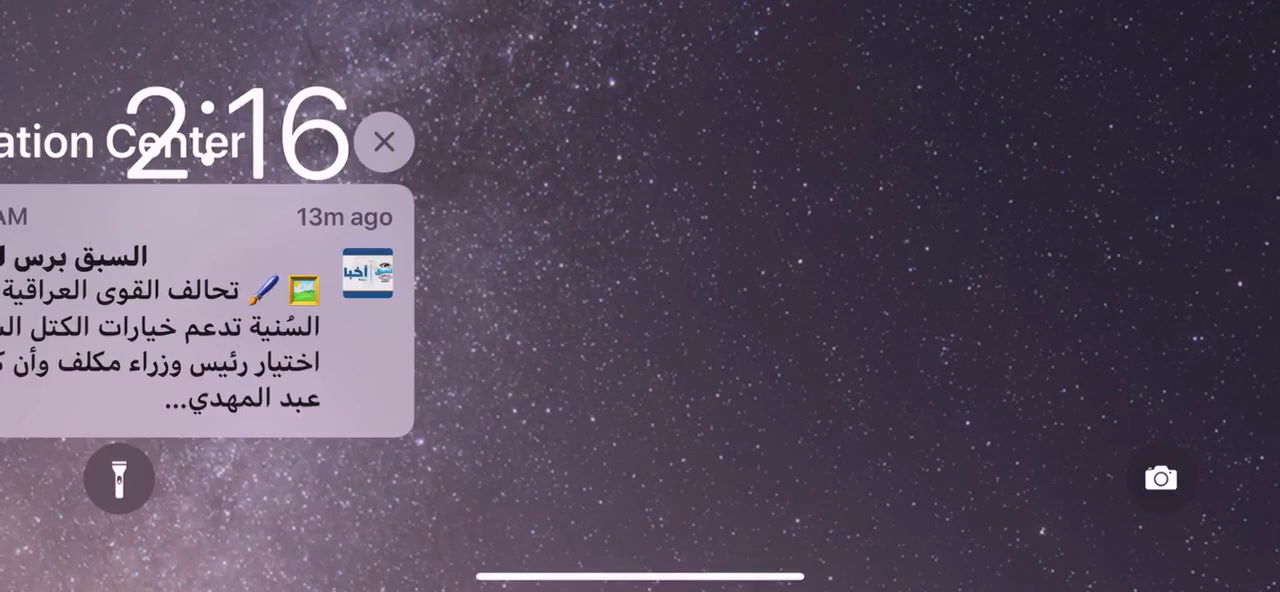 2:16
ation Center
AM
13m ago
السبق برس
تحالف القوى العراقية
السُنية تدعم خيارات الكتل
اختيار رئيس وزراء مكلف وأن
عبد المهدي...
أخبا